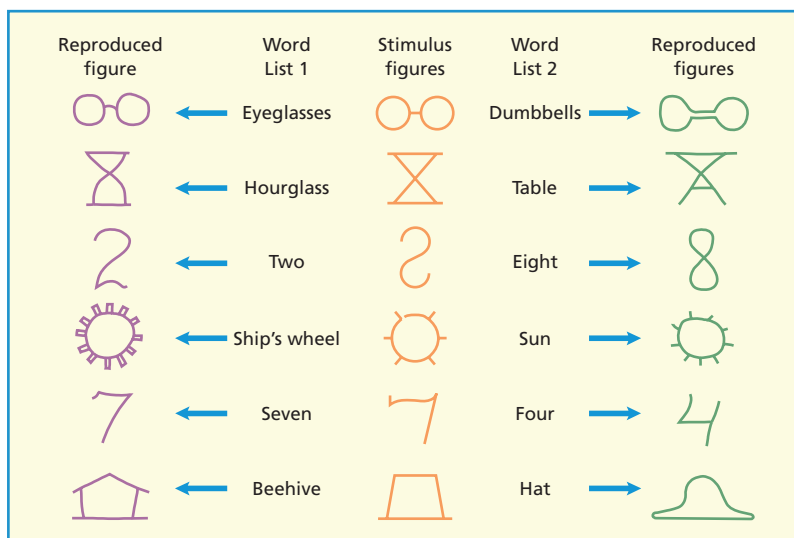 Reproduced figure
Word List 1
Stimulus figures
Word List 2
Reproduced figures
Eyeglasses Dumbbells
Hourglass Table
Two Eight
Ship's wheel Sun
Seven Four
Beehive Hat